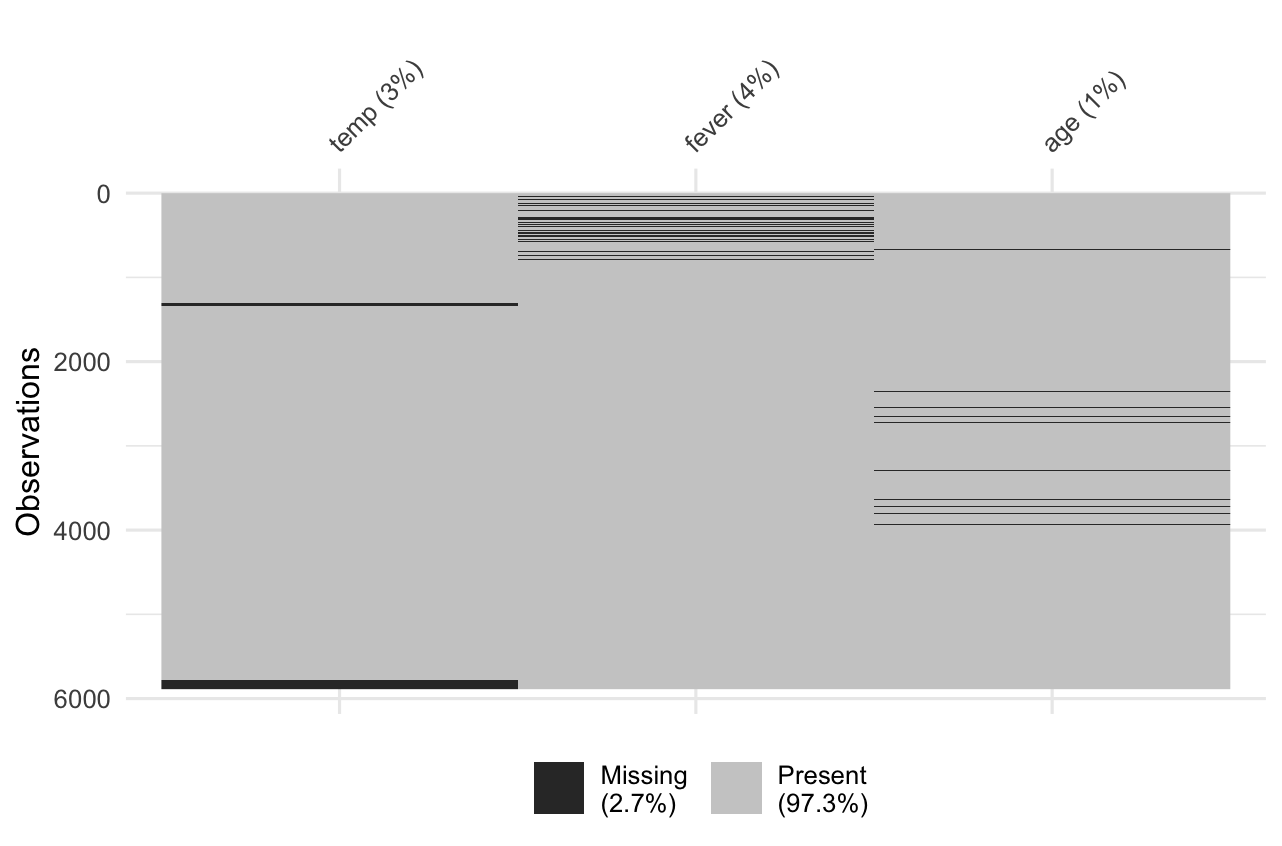 temp (3%)
fever (4%)
age (1%)
0
2000
4000
6000
Observations
Missing
(2.7%)
Present
(97.3%)